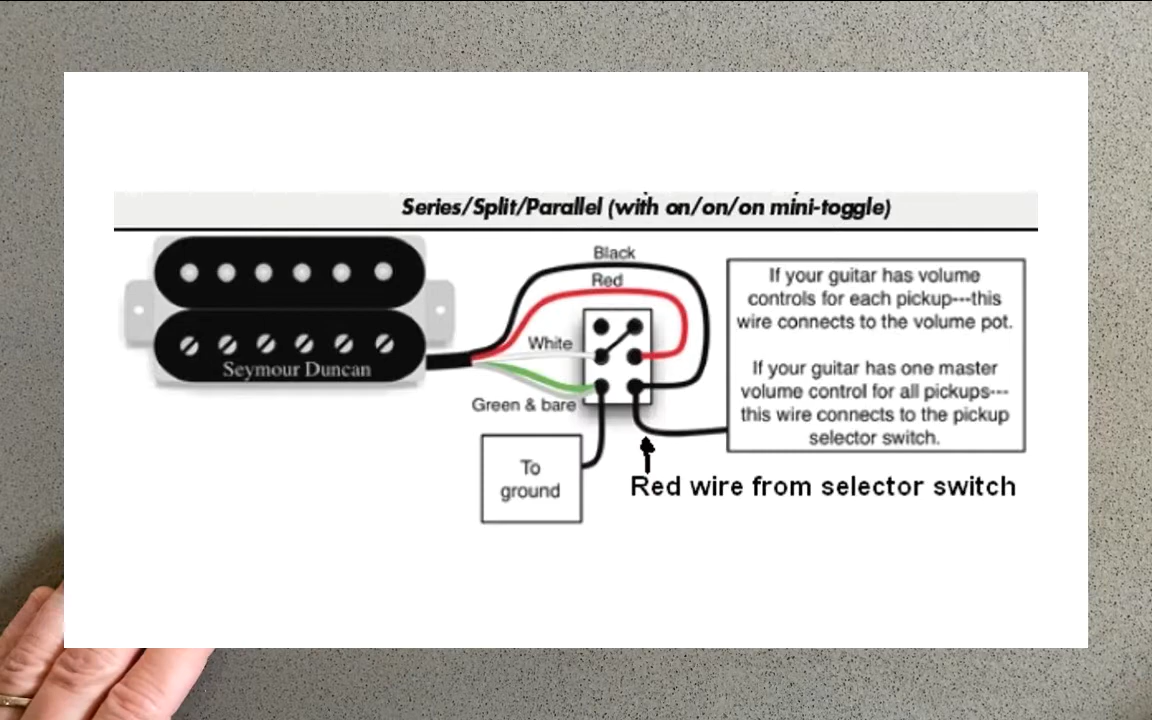 Series/Split/Parallel (with on/on/on mini-toggle)
Black
Red
White
Green & bare
Seymour Duncan
To
ground
If your guitar has volume
controls for each pickup---this
wire connects to the volume pot.
If your guitar has one master
volume control for all pickups---
this wire connects to the pickup
selector switch.
Red wire from selector switch